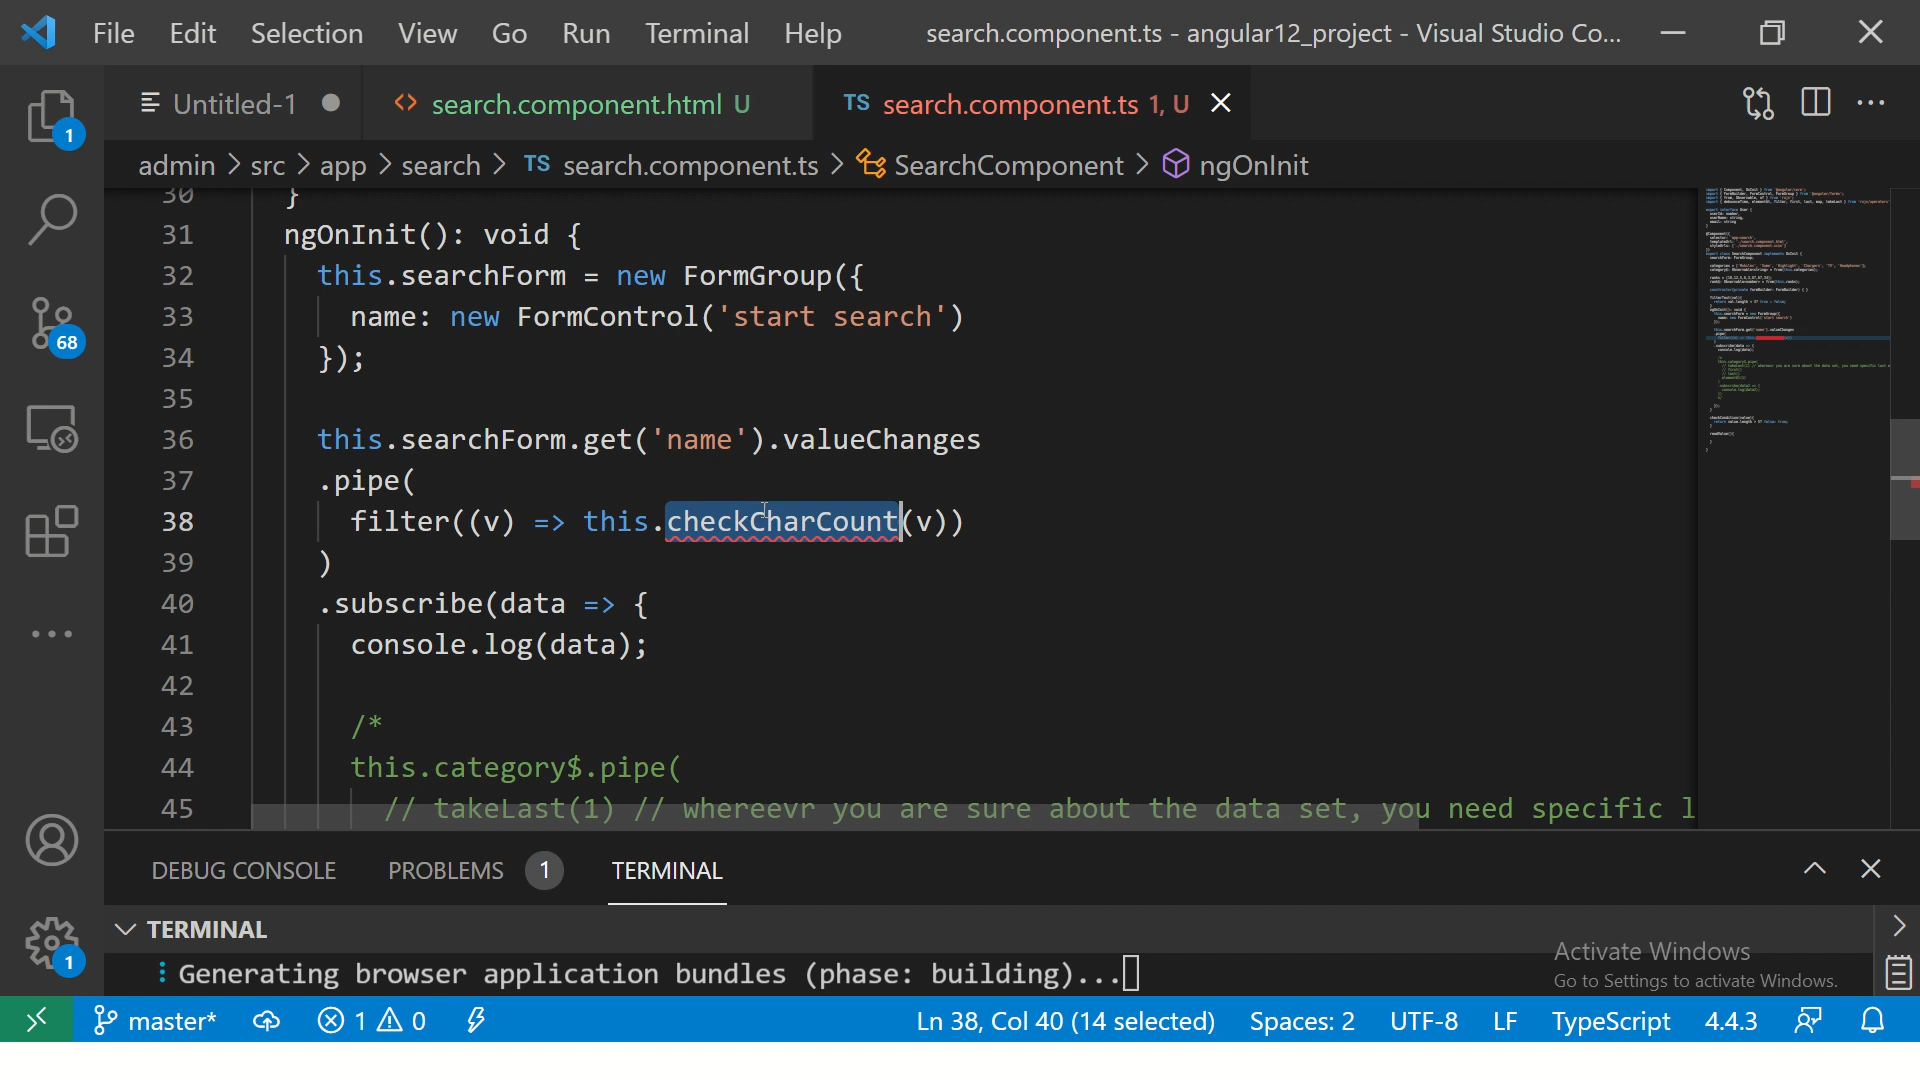 File Edit Selection View Go Run Terminal Help search.component.ts - angular12_project - Visual Studio Co...
Untitled-1 search.component.html U TS search.component.ts 1, U
admin > src > app > search > TS search.component.ts > SearchComponent > ngOnInit
30 }
31 ngOnInit(): void {
32 this.searchForm = new FormGroup({
33 name: new FormControl('start search')
34 });
35
36 this.searchForm.get('name').valueChanges
37 .pipe(
38 filter((v) => this.checkCharCount(v))
39 )
40 .subscribe(data => {
41 console.log(data);
42
43 /*
44 this.category$.pipe(
45 // takeLast(1) // whereevr you are sure about the data set, you need specific l
1
68
1
DEBUG CONSOLE PROBLEMS 1 TERMINAL
TERMINAL
Generating browser application bundles (phase: building)...
Activate Windows
Go to Settings to activate Windows.
master* 1 0 Ln 38, Col 40 (14 selected) Spaces: 2 UTF-8 LF TypeScript 4.4.3